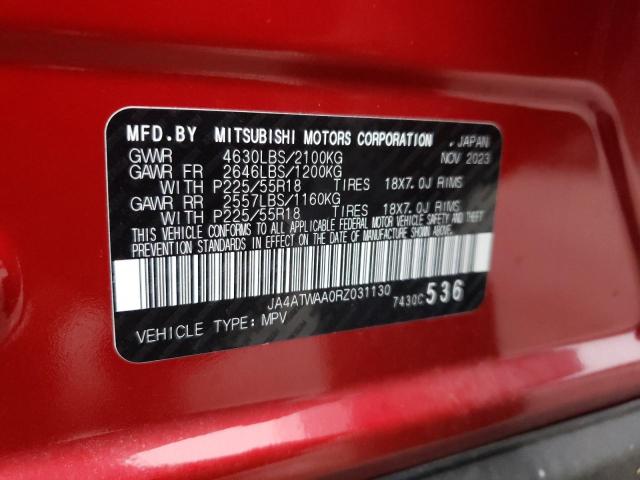 MFD.BY MITSUBISHI MOTORS CORPORATION . JAPAN
GVWR 4630LBS/2100KG NOV 2023
GAWR FR 2646LBS/1200KG
WITH P225/55R18 TIRES 18X7.0J RIMS
GAWR RR 2557LBS/1160KG
WITH P225/55R18 TIRES 18X7.0J RIMS
THIS VEHICLE CONFORMS TO ALL APPLICABLE FEDERAL MOTOR VEHICLE SAFETY AND THEFT
PREVENTION STANDARDS IN EFFECT ON THE DATE OF MANUFACTURE SHOWN ABOVE.
JA4ATWAA0RZ031130 7430C 536
VEHICLE TYPE: MPV